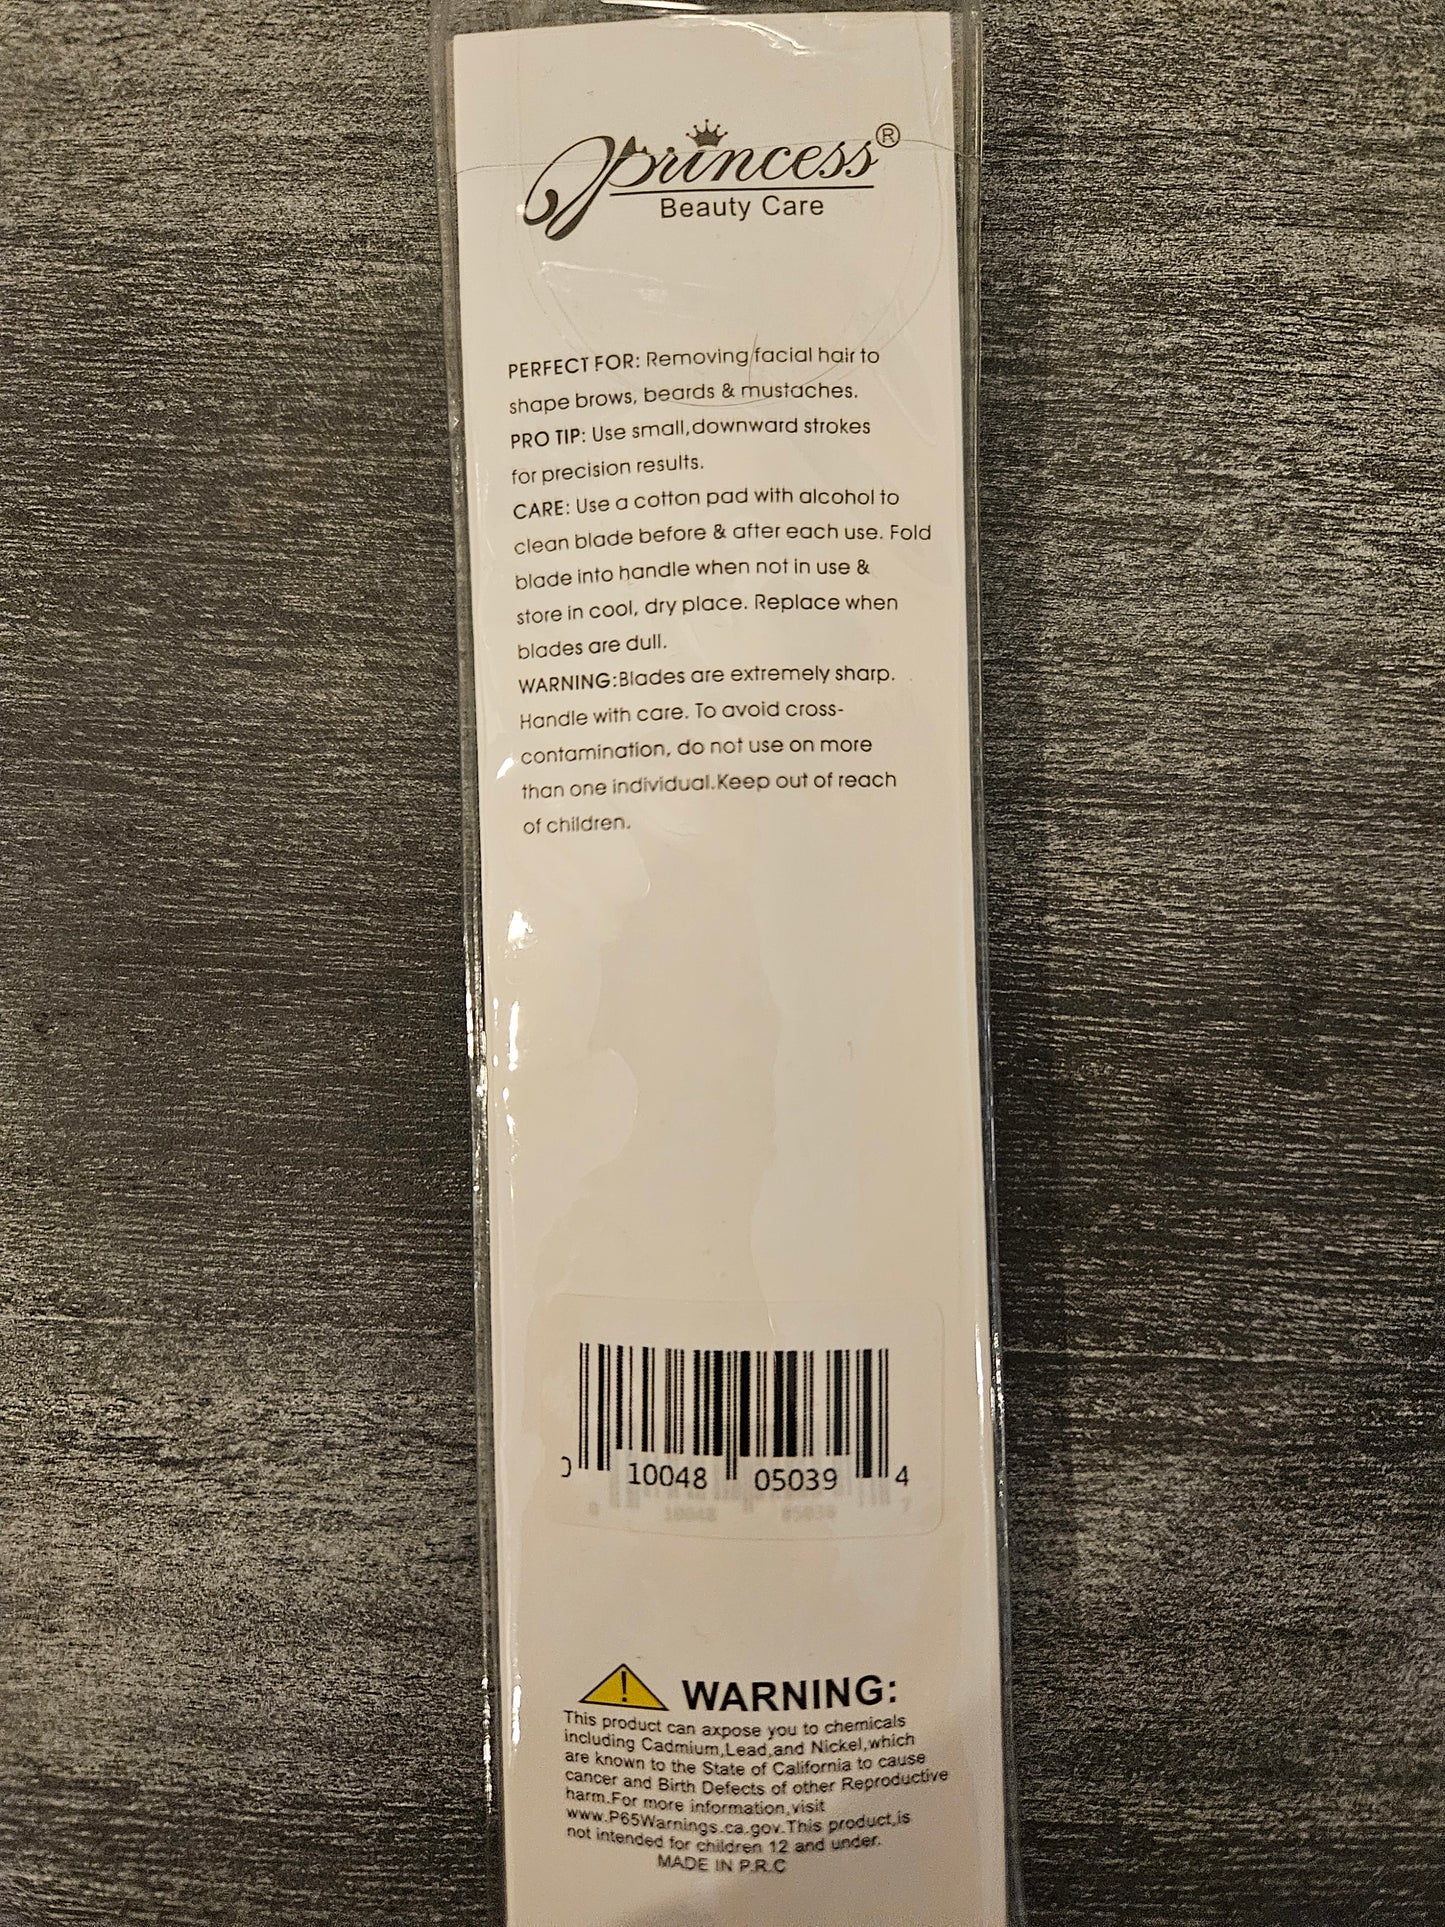 Princess®
Beauty Care
PERFECT FOR: Removing facial hair to
shape brows, beards & mustaches.
PRO TIP: Use small,downward strokes
for precision results.
CARE: Use a cotton pad with alcohol to
clean blade before & after each use. Fold
blade into handle when not in use &
store in cool, dry place. Replace when
blades are dull.
WARNING:Blades are extremely sharp.
Handle with care. To avoid cross-
contamination, do not use on more
than one individual.Keep out of reach
of children.
0 10048 05039 4
WARNING:
This product can axpose you to chemicals
including Cadmium,Lead,and Nickel,which
are known to the State of California to cause
cancer and Birth Defects of other Reproductive
harm.For more information,visit
www.P65Warnings.ca.gov.This product,is
not intended for children 12 and under.
MADE IN P.R.C